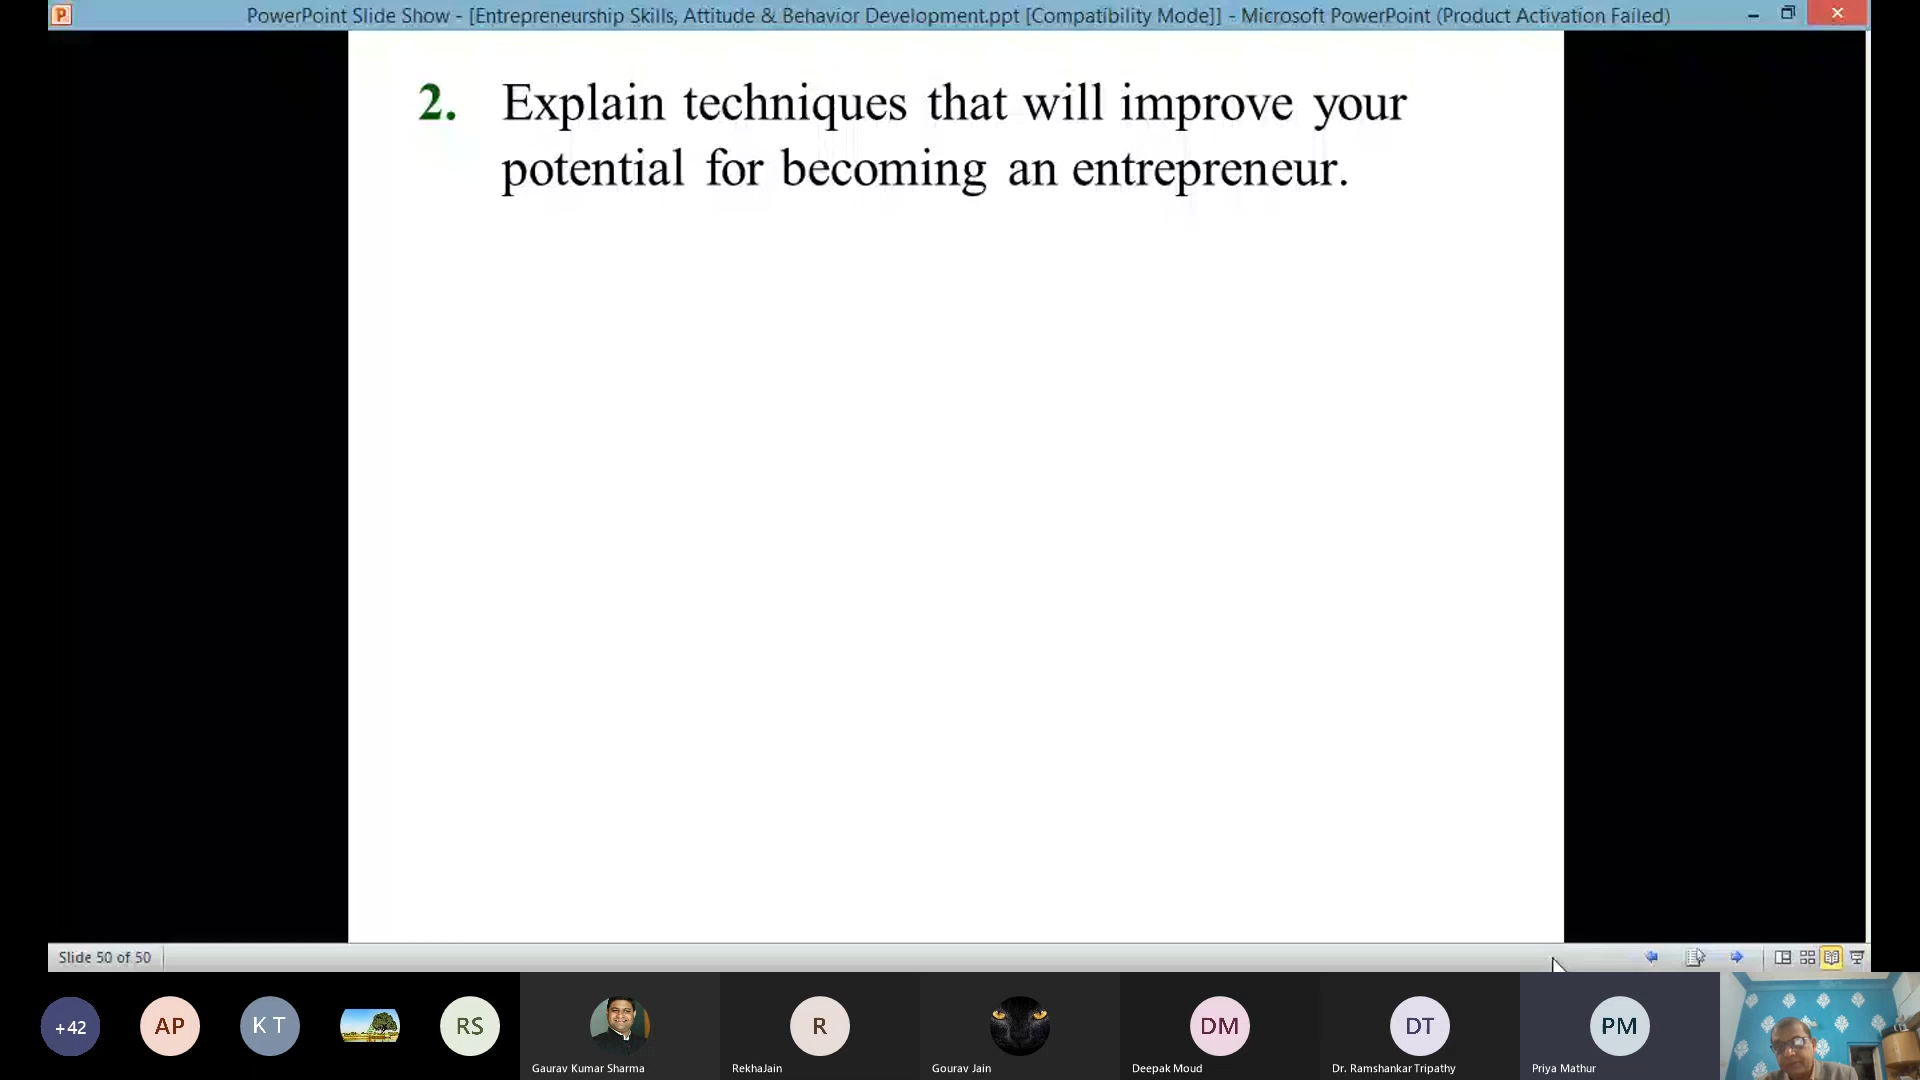 PowerPoint Slide Show - [Entrepreneurship Skills, Attitude & Behavior Development.ppt [Compatibility Mode]] - Microsoft PowerPoint (Product Activation Failed)
2. Explain techniques that will improve your
potential for becoming an entrepreneur.
Slide 50 of 50
+42
AP
K T
RS
R
DM
DT
PM
Gaurav Kumar Sharma
RekhaJain
Gourav Jain
Deepak Moud
Dr. Ramshankar Tripathy
Priya Mathur